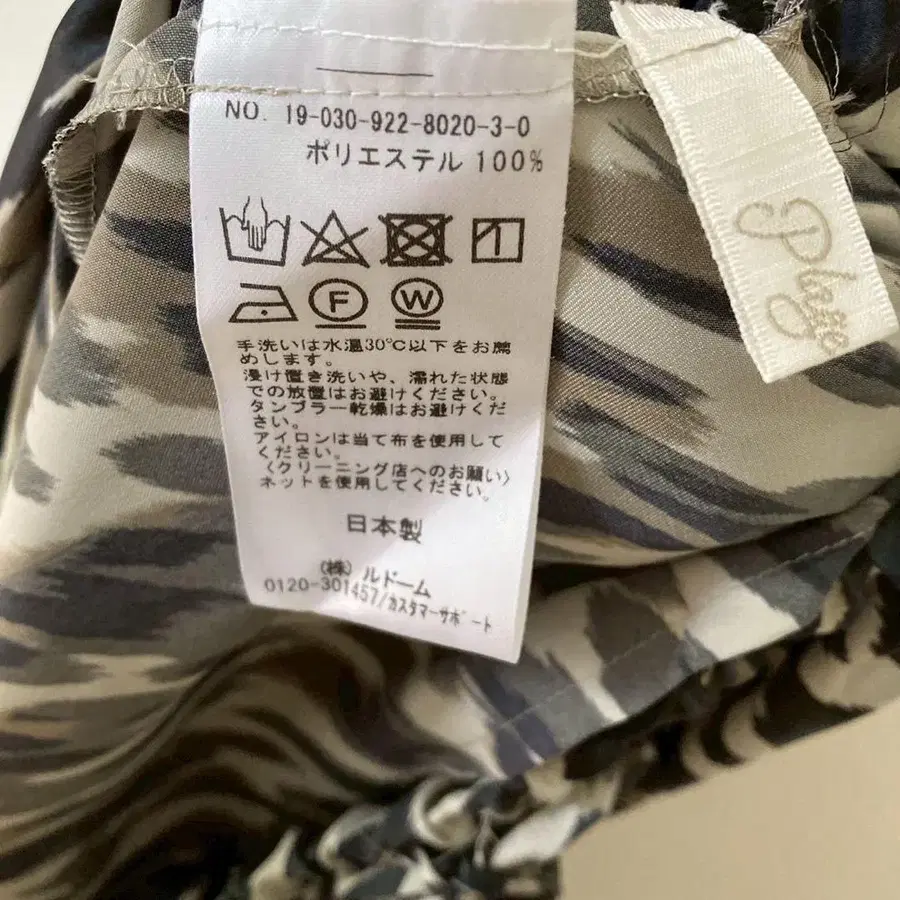 NO. 19-030-922-8020-3-0
ポリエステル 100%
F
W
手洗いは水温30℃以下をお薦
めします。
浸け置き洗いや、濡れた状態
での放置はお避けください。
タンブラー乾燥はお避けくだ
さい。
アイロンは当て布を使用して
ください。
〈クリーニング店へのお願い〉
ネットを使用してください。
日本製
(株) ルドーム
0120-301457/カスタマーサポート
Plage